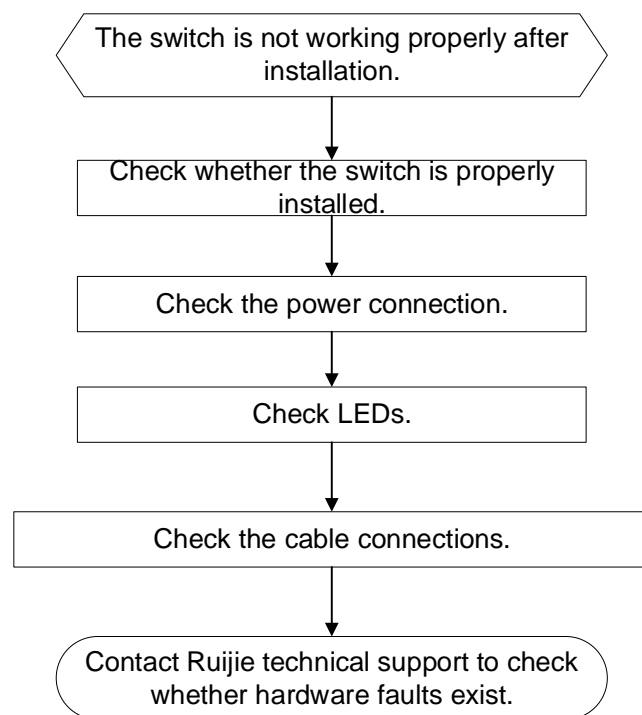 The switch is not working properly after
installation.
Check whether the switch is properly
installed.
Check the power connection.
Check LEDs.
Check the cable connections.
Contact Ruijie technical support to check
whether hardware faults exist.